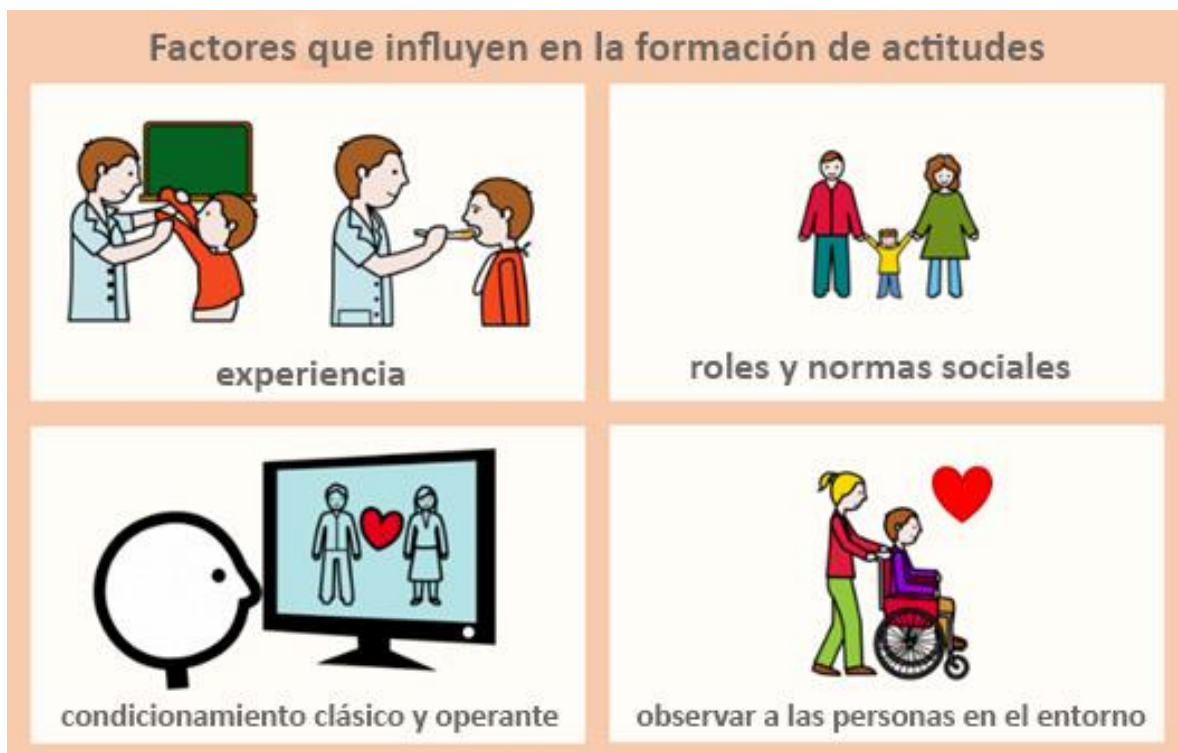 Factores que influyen en la formación de actitudes
experiencia
roles y normas sociales
condicionamiento clásico y operante
observar a las personas en el entorno